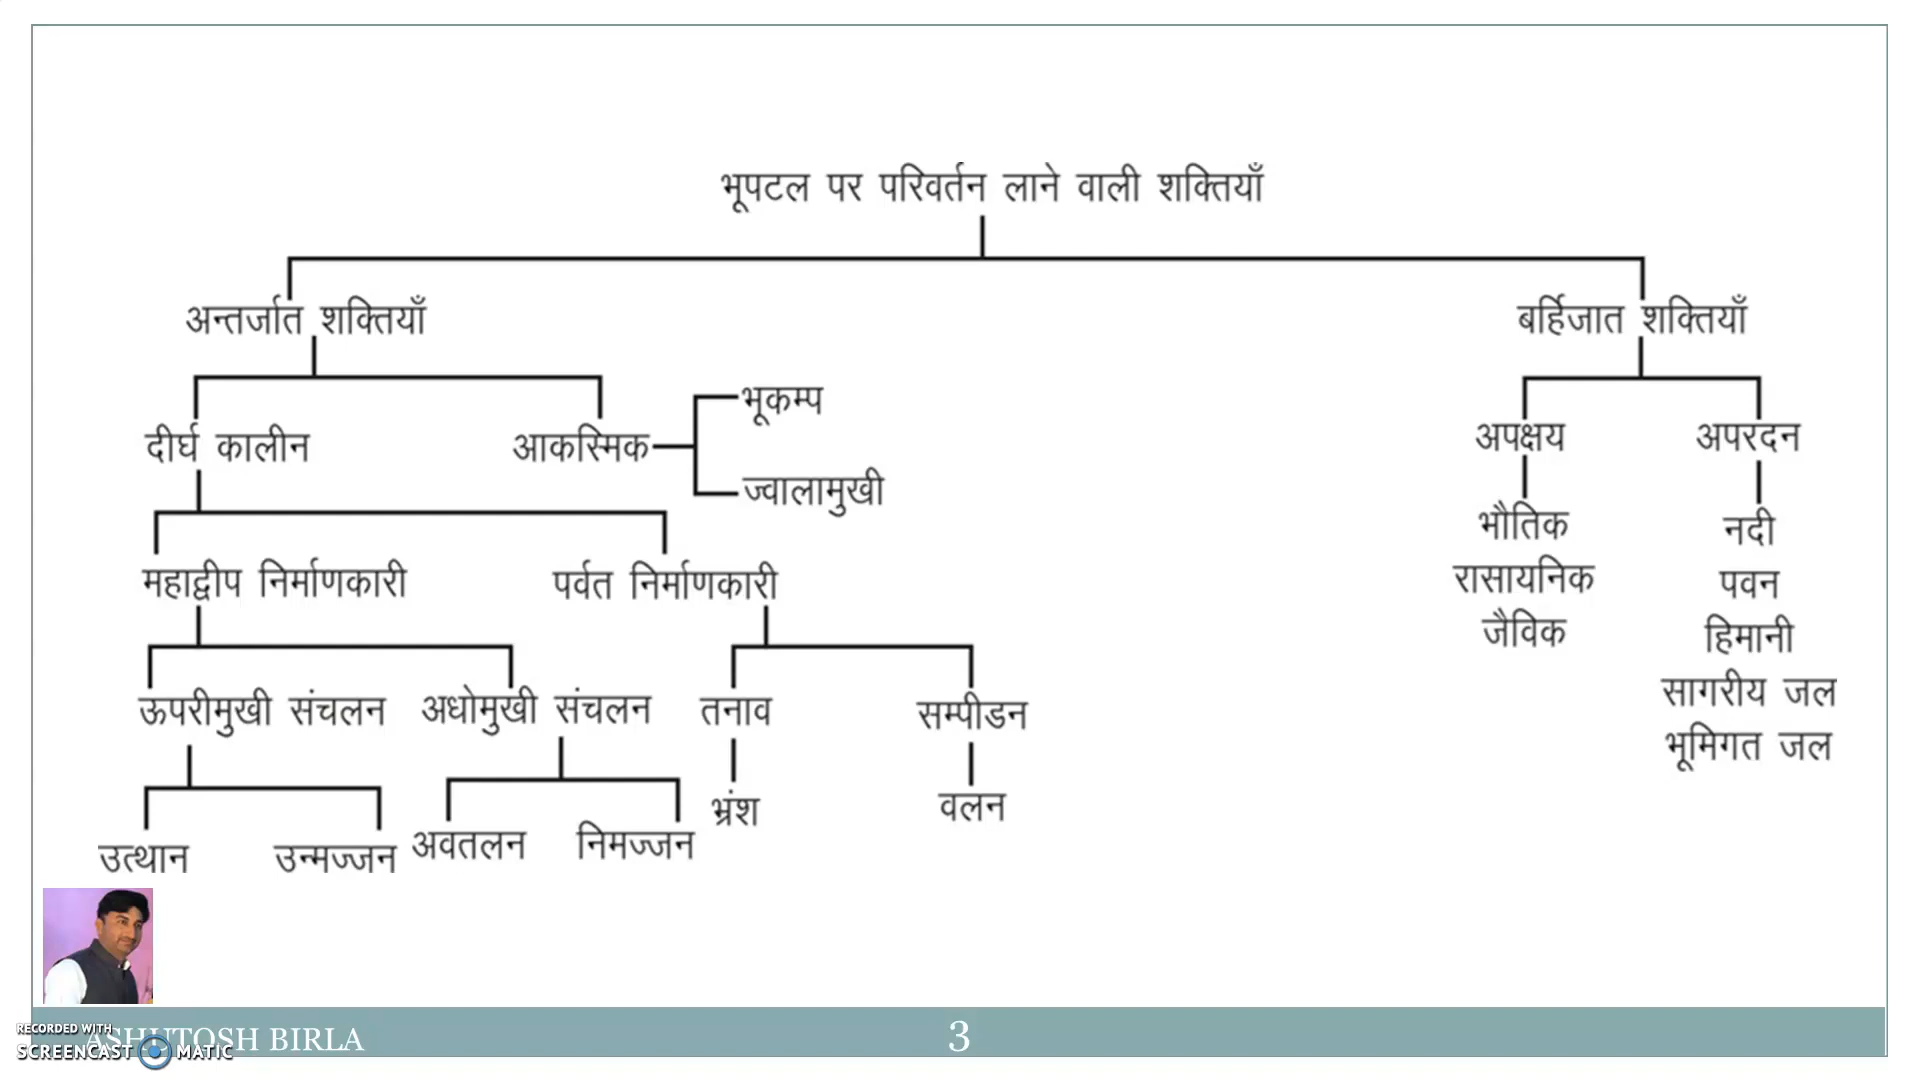 भूपटल पर परिवर्तन लाने वाली शक्तियाँ
अन्तर्जात शक्तियाँ
बर्हिजात शक्तियाँ
दीर्घ कालीन
आकस्मिक
भूकम्प
ज्वालामुखी
अपक्षय
अपरदन
महाद्वीप निर्माणकारी
पर्वत निर्माणकारी
भौतिक
रासायनिक
जैविक
नदी
पवन
हिमानी
सागरीय जल
भूमिगत जल
ऊपरीमुखी संचलन
अधोमुखी संचलन
तनाव
सम्पीडन
उत्थान
उन्मज्जन
अवतलन
निमज्जन
भ्रंश
वलन
ASHUTOSH BIRLA
3
RECORDED WITH
SCREENCAST MATIC